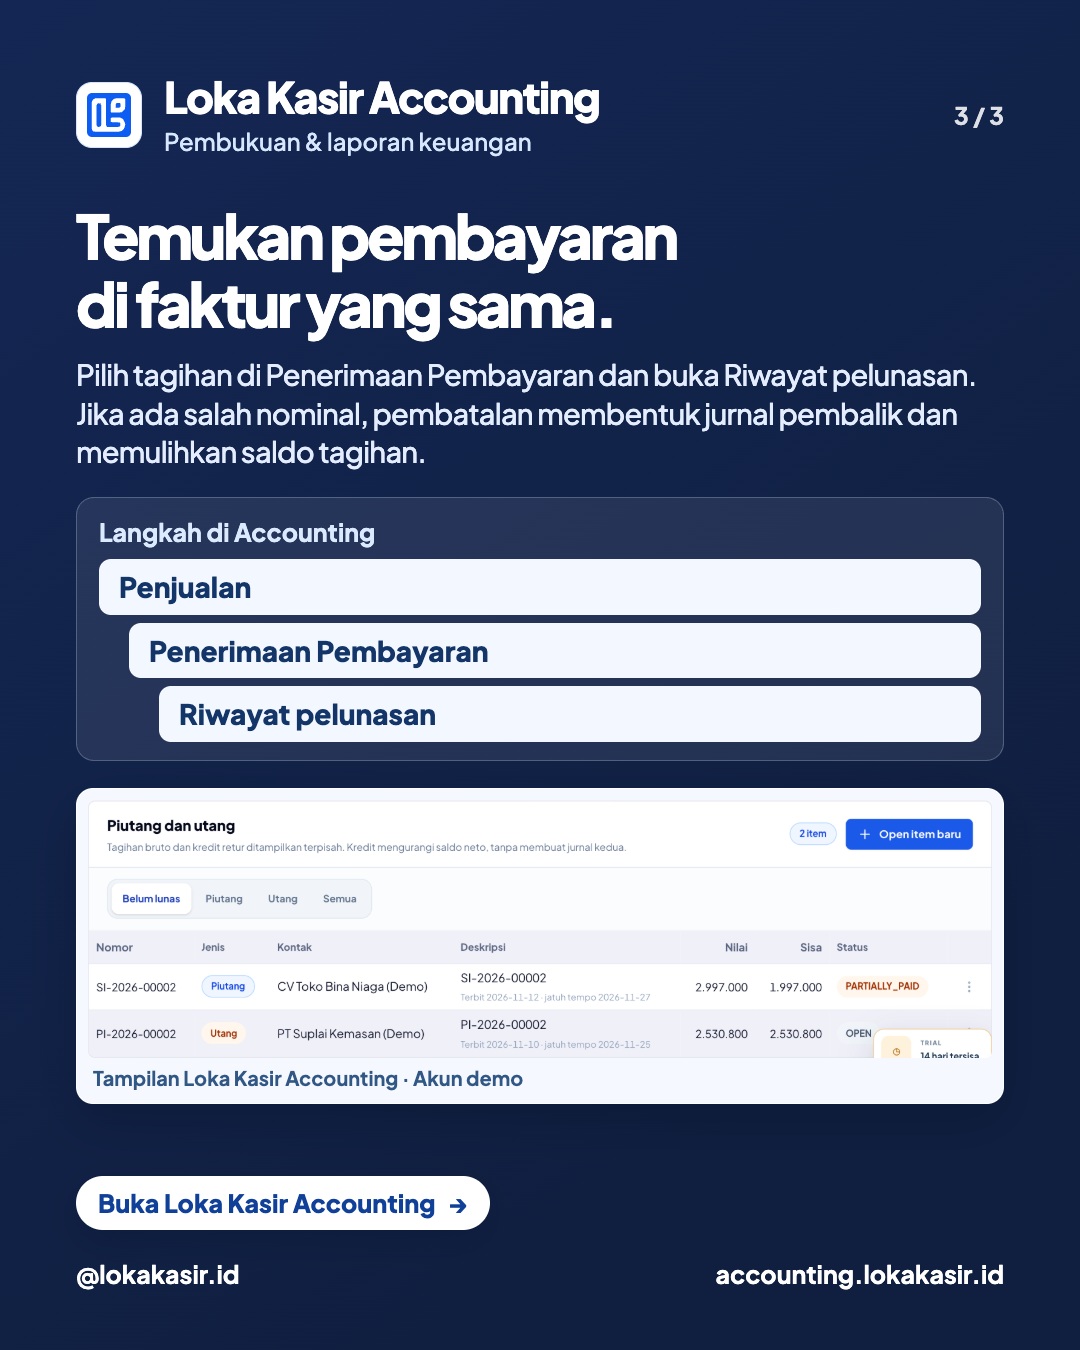 Loka Kasir Accounting
Pembukuan & laporan keuangan
3 / 3
Temukan pembayaran
di faktur yang sama.
Pilih tagihan di Penerimaan Pembayaran dan buka Riwayat pelunasan.
Jika ada salah nominal, pembatalan membentuk jurnal pembalik dan
memulihkan saldo tagihan.
Langkah di Accounting
Penjualan
Penerimaan Pembayaran
Riwayat pelunasan
Piutang dan utang
Tagihan bruto dan kredit retur ditampilkan terpisah. Kredit mengurangi saldo neto, tanpa membuat jurnal kedua.
2 item
+ Open item baru
Belum lunas Piutang Utang Semua
Nomor Jenis Kontak Deskripsi Nilai Sisa Status
SI-2026-00002 Piutang CV Toko Bina Niaga (Demo) SI-2026-00002 2.997.000 1.997.000 PARTIALLY_PAID
Terbit 2026-11-12 · jatuh tempo 2026-11-27
PI-2026-00002 Utang PT Suplai Kemasan (Demo) PI-2026-00002 2.530.800 2.530.800 OPEN
Terbit 2026-11-10 · jatuh tempo 2026-11-25
TRIAL
14 hari tersisa
Tampilan Loka Kasir Accounting · Akun demo
Buka Loka Kasir Accounting →
@lokakasir.id
accounting.lokakasir.id